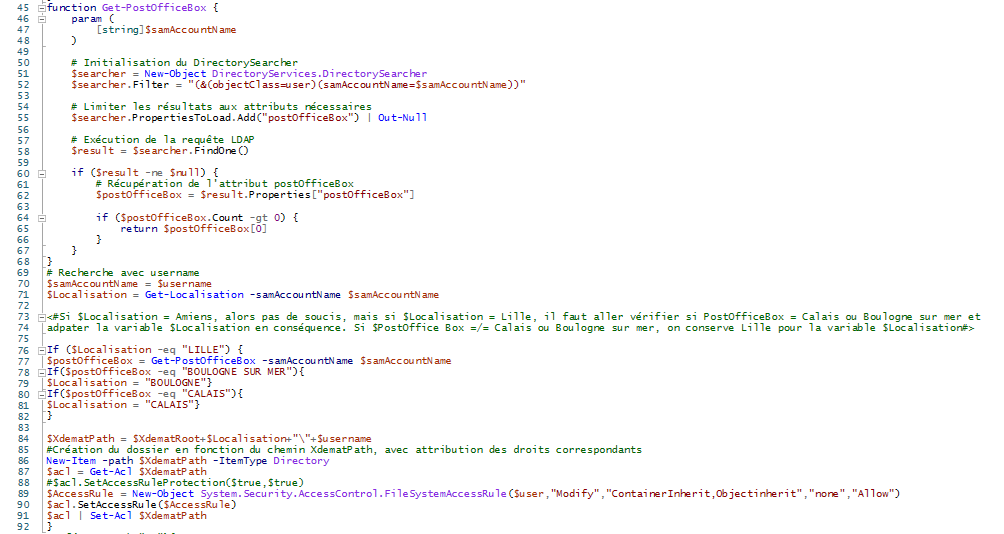 45 function Get-PostOfficeBox {
46 param (
47 [string]$samAccountName
48 )
49
50 # Initialisation du DirectorySearcher
51 $searcher = New-Object DirectoryServices.DirectorySearcher
52 $searcher.Filter = "(&(objectClass=user)(samAccountName=$samAccountName))"
53
54 # Limiter les résultats aux attributs nécessaires
55 $searcher.PropertiesToLoad.Add("postOfficeBox") | Out-Null
56
57 # Exécution de la requête LDAP
58 $result = $searcher.FindOne()
59
60 if ($result -ne $null) {
61 # Récupération de l'attribut postOfficeBox
62 $postOfficeBox = $result.Properties["postOfficeBox"]
63
64 if ($postOfficeBox.Count -gt 0) {
65 return $postOfficeBox[0]
66 }
67 }
68 }
69 # Recherche avec username
70 $samAccountName = $username
71 $Localisation = Get-Localisation -samAccountName $samAccountName
72
73 <#Si $Localisation = Amiens, alors pas de soucis, mais si $Localisation = Lille, il faut aller vérifier si PostOfficeBox = Calais ou Boulogne sur mer et
74 adpater la variable $Localisation en conséquence. Si $PostOffice Box =/= Calais ou Boulogne sur mer, on conserve Lille pour la variable $Localisation#>
75
76 If ($Localisation -eq "LILLE") {
77 $postOfficeBox = Get-PostOfficeBox -samAccountName $samAccountName
78 If($postOfficeBox -eq "BOULOGNE SUR MER"){
79 $Localisation = "BOULOGNE"}
80 If($postOfficeBox -eq "CALAIS"){
81 $Localisation = "CALAIS"}
82 }
83
84 $XdematPath = $XdematRoot+$Localisation+"\"+$username
85 #Création du dossier en fonction du chemin XdematPath, avec attribution des droits correspondants
86 New-Item -path $XdematPath -ItemType Directory
87 $acl = Get-Acl $XdematPath
88 #$acl.SetAccessRuleProtection($true,$true)
89 $AccessRule = New-Object System.Security.AccessControl.FileSystemAccessRule($user,"Modify","ContainerInherit,Objectinherit","none","Allow")
90 $acl.SetAccessRule($AccessRule)
91 $acl | Set-Acl $XdematPath
92 }